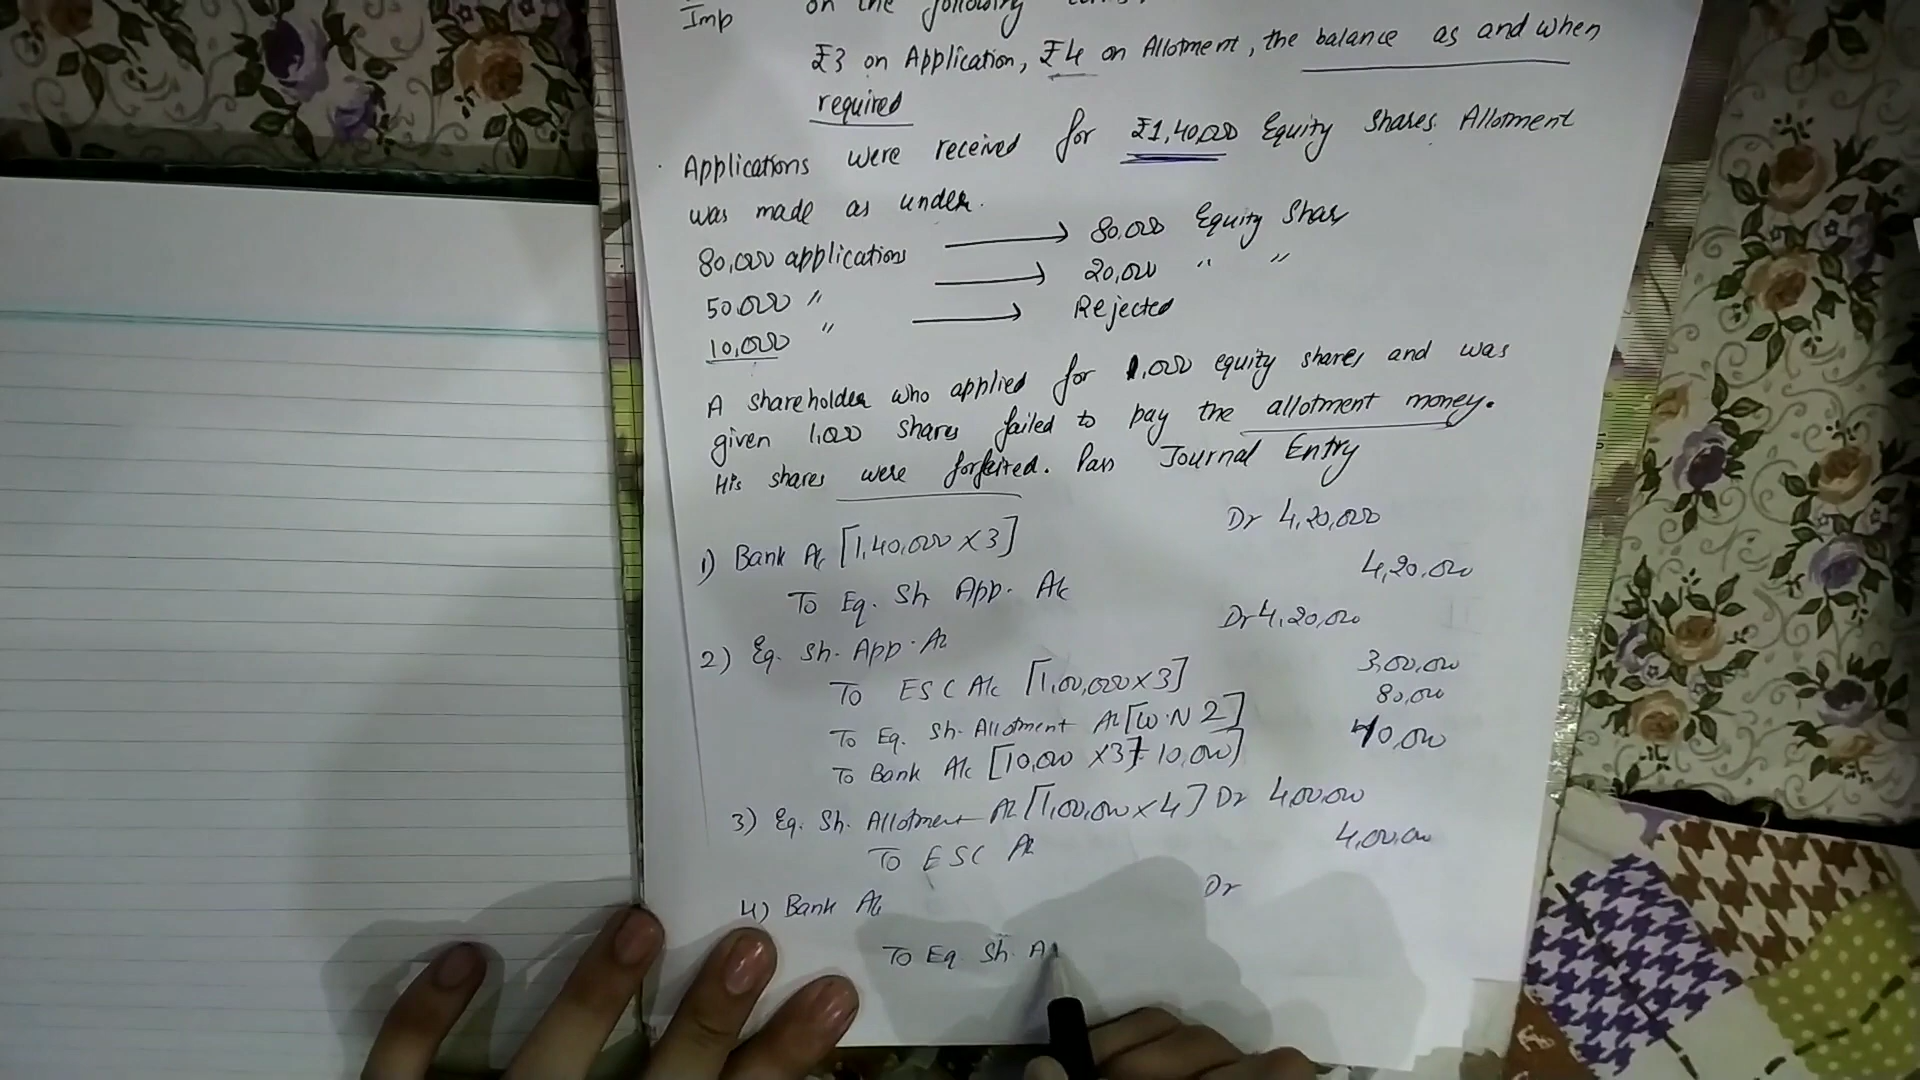 Imp on the following terms.
₹3 on Application, ₹4 on Allotment, the balance as and when
required
Applications were received for ₹1,40,000 Equity Shares. Allotment
was made as under.
80,000 applications → 80,000 Equity Share
50,000 " → 20,000 " "
10,000 " → Rejected
A shareholder who applied for 1,000 equity shares and was
given 1,000 shares failed to pay the allotment money.
His shares were forfeited. Pass Journal Entry
1) Bank A/c [1,40,000 X 3] Dr 4,20,000
To Eq. Sh App. A/c 4,20,000
2) Eq. Sh. App. A/c Dr 4,20,000
To ESC A/c [1,00,000 X 3] 3,00,000
To Eq. Sh. Allotment A/c [W.N 2] 80,000
To Bank A/c [10,000 X 3] + 10,000] 40,000
3) Eq. Sh. Allotment A/c [1,00,000 X 4] Dr 4,00,000
To ESC A/c 4,00,000
4) Bank A/c Dr
To Eq Sh. A